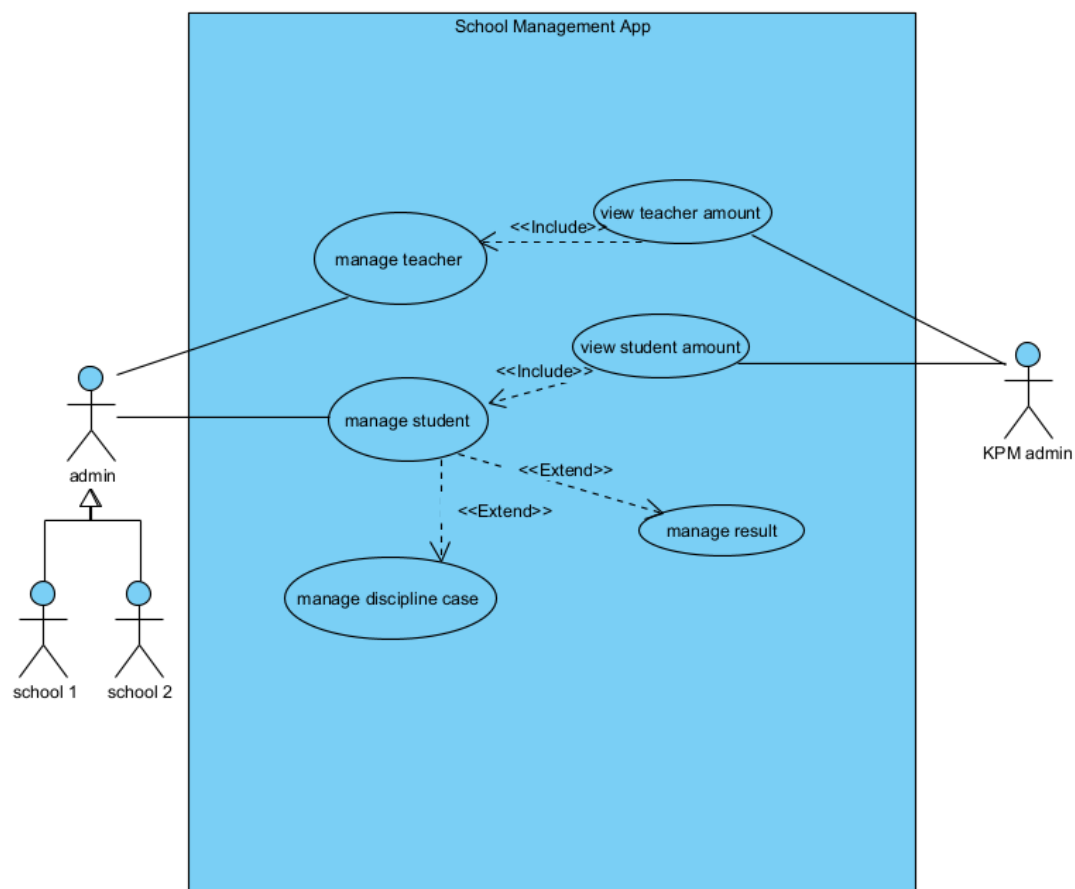 School Management App
view teacher amount
<<Include>>
manage teacher
view student amount
<<Include>>
manage student
KPM admin
admin
<<Extend>>
<<Extend>>
manage result
manage discipline case
school 1
school 2